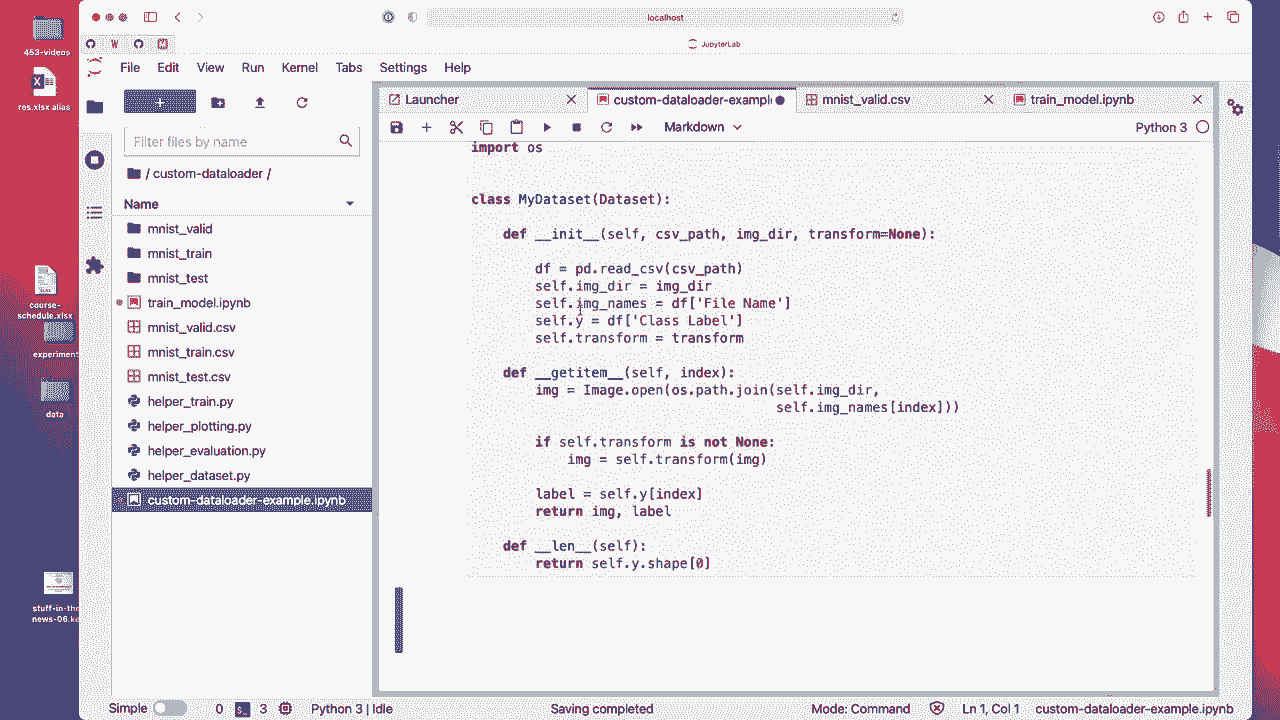 localhost
JupyterLab
File Edit View Run Kernel Tabs Settings Help
453-videos
res.xlsx alias
course-
schedule.xlsx
experiment
data
stuff-in-the
news-06.ke
Filter files by name
/ custom-dataloader /
Name
mnist_valid
mnist_train
mnist_test
train_model.ipynb
mnist_valid.csv
mnist_train.csv
mnist_test.csv
helper_train.py
helper_plotting.py
helper_evaluation.py
helper_dataset.py
custom-dataloader-example.ipynb
Launcher custom-dataloader-example mnist_valid.csv train_model.ipynb
Markdown Python 3
import os
class MyDataset(Dataset):
def __init__(self, csv_path, img_dir, transform=None):
df = pd.read_csv(csv_path)
self.img_dir = img_dir
self.img_names = df['File Name']
self.y = df['Class Label']
self.transform = transform
def __getitem__(self, index):
img = Image.open(os.path.join(self.img_dir,
self.img_names[index]))
if self.transform is not None:
img = self.transform(img)
label = self.y[index]
return img, label
def __len__(self):
return self.y.shape[0]
Simple 0 3 Python 3 | Idle Saving completed Mode: Command Ln 1, Col 1 custom-dataloader-example.ipynb